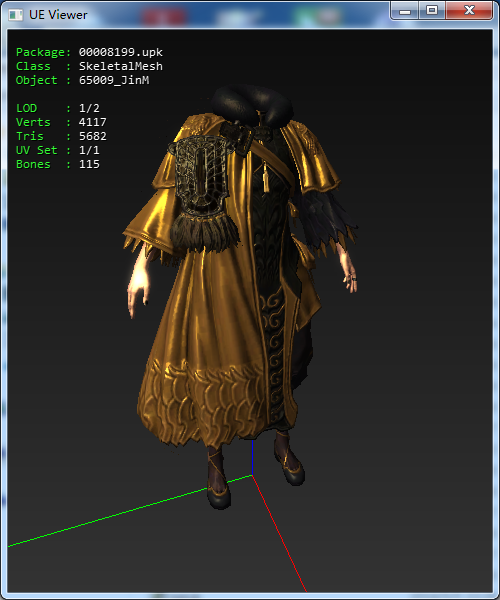 UE Viewer
Package: 00008199.upk
Class : SkeletalMesh
Object : 65009_JinM
LOD : 1/2
Verts : 4117
Tris : 5682
UV Set : 1/1
Bones : 115